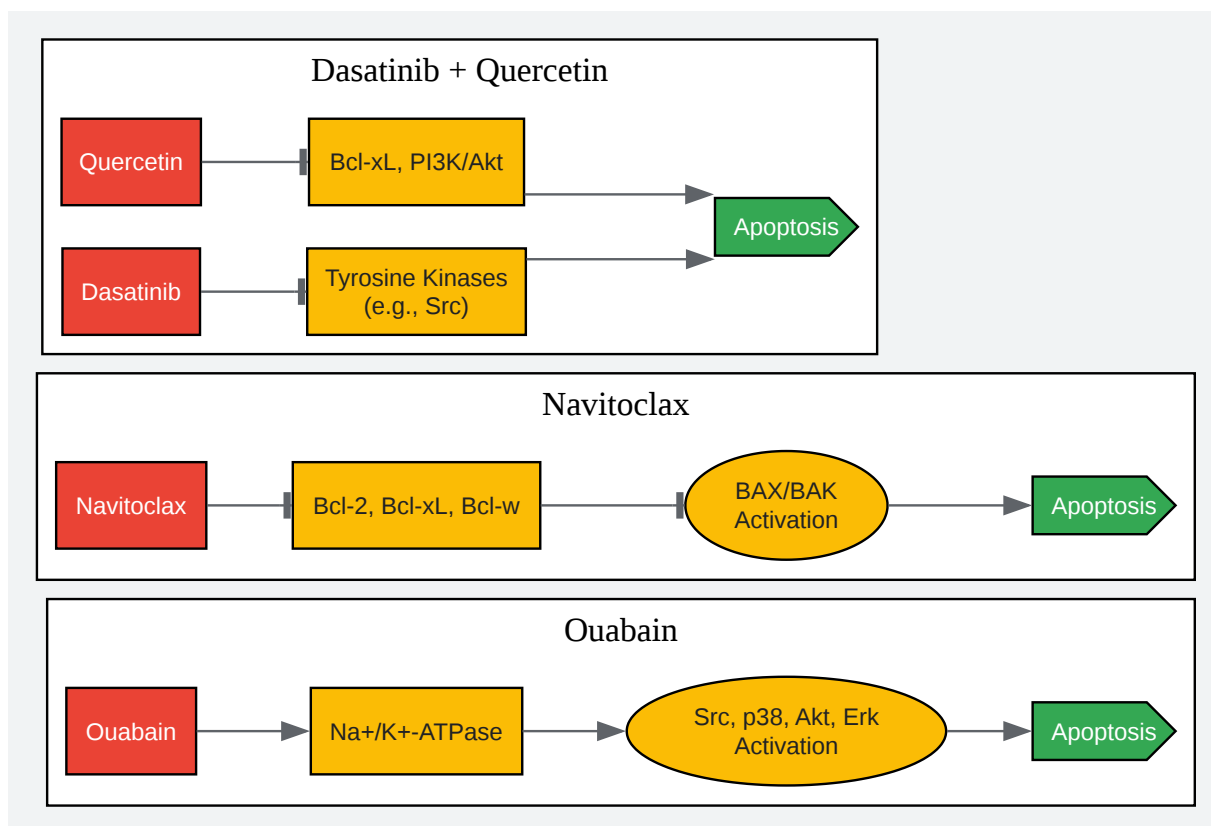 Dasatinib + Quercetin
Quercetin
Bcl-xL, PI3K/Akt
Apoptosis
Dasatinib
Tyrosine Kinases
(e.g., Src)
Navitoclax
Navitoclax
Bcl-2, Bcl-xL, Bcl-w
BAX/BAK
Activation
Apoptosis
Ouabain
Ouabain
Na+/K+-ATPase
Src, p38, Akt, Erk
Activation
Apoptosis